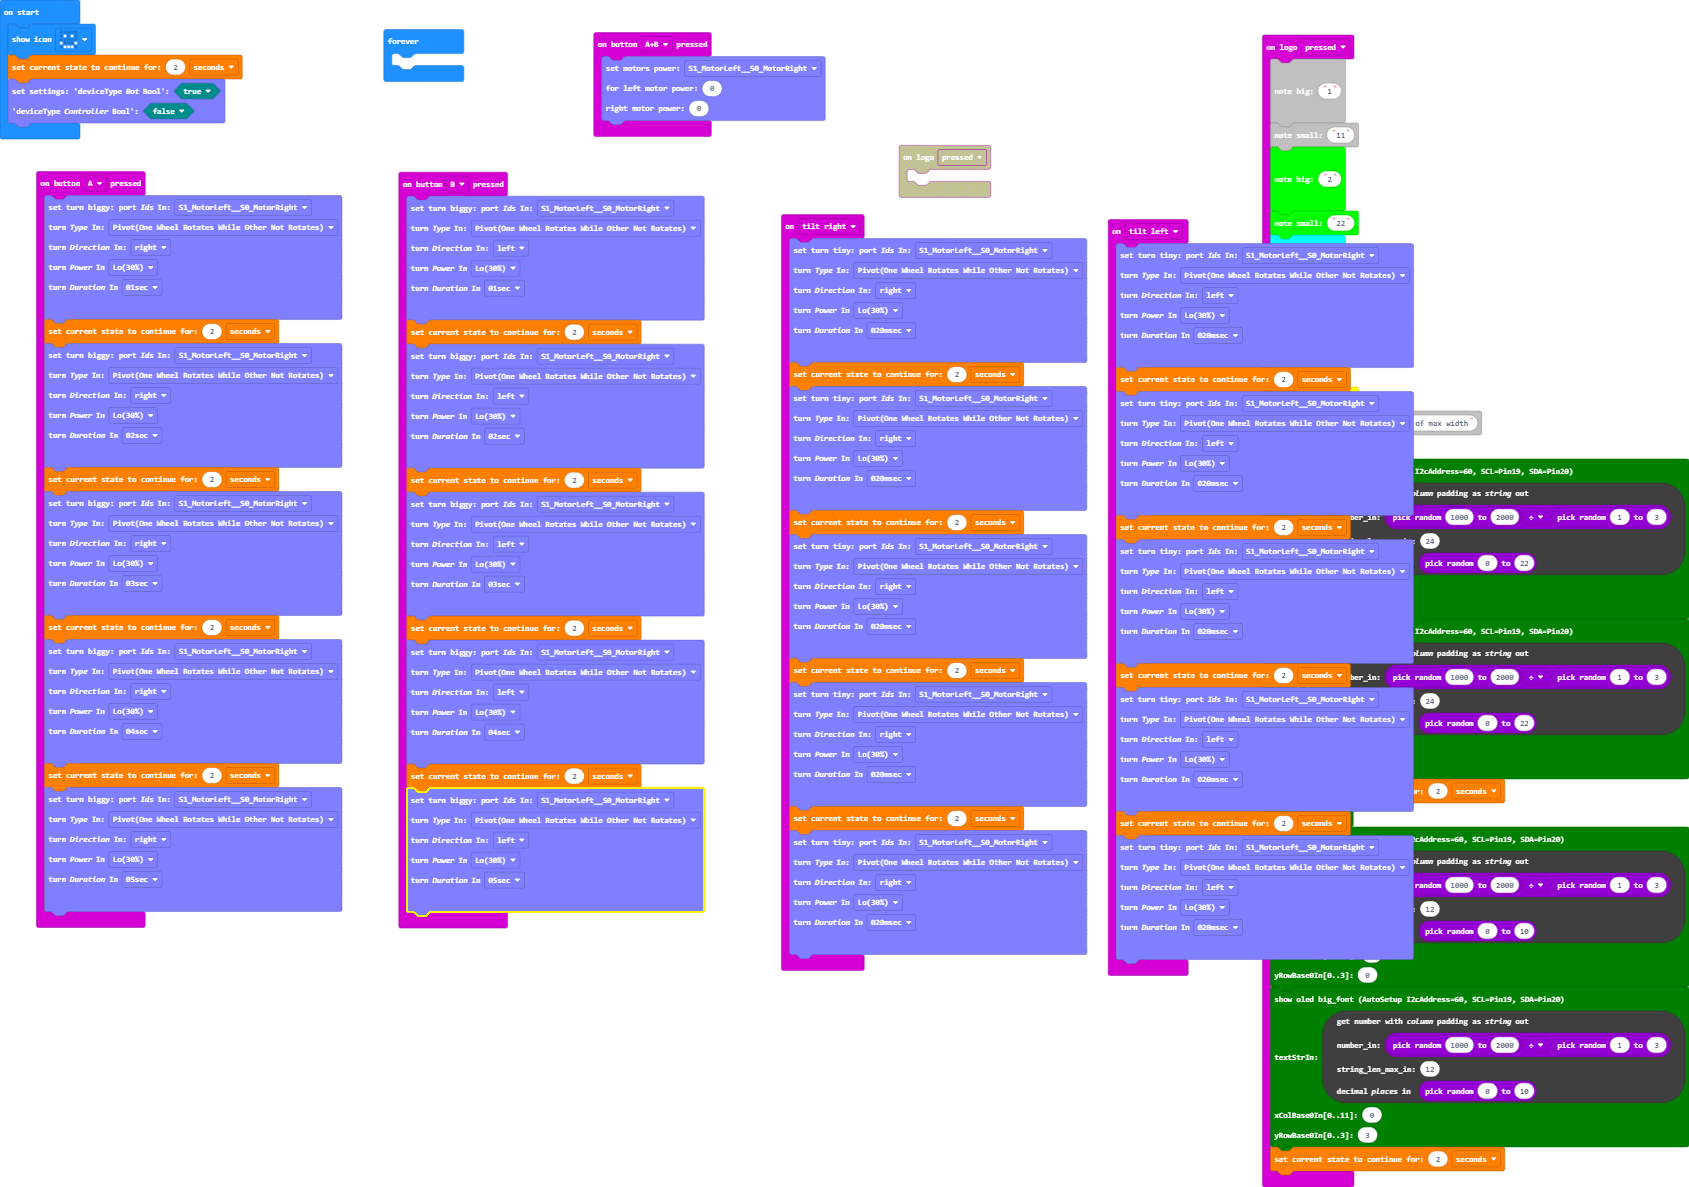 on start
show icon
set current state to continue for: 2 seconds
set settings: 'deviceType Bot Bool': true
'deviceType Controller Bool': false
forever
on button A+B pressed
set motors power: S1_MotorLeft__S0_MotorRight
for left motor power: 0
right motor power: 0
on logo pressed
on button A pressed
set turn biggy: port Ids In: S1_MotorLeft__S0_MotorRight
turn Type In: Pivot(One Wheel Rotates While Other Not Rotates)
turn Direction In: right
turn Power In Lo(30%)
turn Duration In 01sec
set current state to continue for: 2 seconds
set turn biggy: port Ids In: S1_MotorLeft__S0_MotorRight
turn Type In: Pivot(One Wheel Rotates While Other Not Rotates)
turn Direction In: right
turn Power In Lo(30%)
turn Duration In 02sec
set current state to continue for: 2 seconds
set turn biggy: port Ids In: S1_MotorLeft__S0_MotorRight
turn Type In: Pivot(One Wheel Rotates While Other Not Rotates)
turn Direction In: right
turn Power In Lo(30%)
turn Duration In 03sec
set current state to continue for: 2 seconds
set turn biggy: port Ids In: S1_MotorLeft__S0_MotorRight
turn Type In: Pivot(One Wheel Rotates While Other Not Rotates)
turn Direction In: right
turn Power In Lo(30%)
turn Duration In 04sec
set current state to continue for: 2 seconds
set turn biggy: port Ids In: S1_MotorLeft__S0_MotorRight
turn Type In: Pivot(One Wheel Rotates While Other Not Rotates)
turn Direction In: right
turn Power In Lo(30%)
turn Duration In 05sec
on button B pressed
set turn biggy: port Ids In: S1_MotorLeft__S0_MotorRight
turn Type In: Pivot(One Wheel Rotates While Other Not Rotates)
turn Direction In: left
turn Power In Lo(30%)
turn Duration In 01sec
set current state to continue for: 2 seconds
set turn biggy: port Ids In: S1_MotorLeft__S0_MotorRight
turn Type In: Pivot(One Wheel Rotates While Other Not Rotates)
turn Direction In: left
turn Power In Lo(30%)
turn Duration In 02sec
set current state to continue for: 2 seconds
set turn biggy: port Ids In: S1_MotorLeft__S0_MotorRight
turn Type In: Pivot(One Wheel Rotates While Other Not Rotates)
turn Direction In: left
turn Power In Lo(30%)
turn Duration In 03sec
set current state to continue for: 2 seconds
set turn biggy: port Ids In: S1_MotorLeft__S0_MotorRight
turn Type In: Pivot(One Wheel Rotates While Other Not Rotates)
turn Direction In: left
turn Power In Lo(30%)
turn Duration In 04sec
set current state to continue for: 2 seconds
set turn biggy: port Ids In: S1_MotorLeft__S0_MotorRight
turn Type In: Pivot(One Wheel Rotates While Other Not Rotates)
turn Direction In: left
turn Power In Lo(30%)
turn Duration In 05sec
on tilt right
set turn tiny: port Ids In: S1_MotorLeft__S0_MotorRight
turn Type In: Pivot(One Wheel Rotates While Other Not Rotates)
turn Direction In: right
turn Power In Lo(30%)
turn Duration In 020msec
set current state to continue for: 2 seconds
set turn tiny: port Ids In: S1_MotorLeft__S0_MotorRight
turn Type In: Pivot(One Wheel Rotates While Other Not Rotates)
turn Direction In: right
turn Power In Lo(30%)
turn Duration In 020msec
set current state to continue for: 2 seconds
set turn tiny: port Ids In: S1_MotorLeft__S0_MotorRight
turn Type In: Pivot(One Wheel Rotates While Other Not Rotates)
turn Direction In: right
turn Power In Lo(30%)
turn Duration In 020msec
set current state to continue for: 2 seconds
set turn tiny: port Ids In: S1_MotorLeft__S0_MotorRight
turn Type In: Pivot(One Wheel Rotates While Other Not Rotates)
turn Direction In: right
turn Power In Lo(30%)
turn Duration In 020msec
set current state to continue for: 2 seconds
set turn tiny: port Ids In: S1_MotorLeft__S0_MotorRight
turn Type In: Pivot(One Wheel Rotates While Other Not Rotates)
turn Direction In: right
turn Power In Lo(30%)
turn Duration In 020msec
on tilt left
set turn tiny: port Ids In: S1_MotorLeft__S0_MotorRight
turn Type In: Pivot(One Wheel Rotates While Other Not Rotates)
turn Direction In: left
turn Power In Lo(30%)
turn Duration In 020msec
set current state to continue for: 2 seconds
set turn tiny: port Ids In: S1_MotorLeft__S0_MotorRight
turn Type In: Pivot(One Wheel Rotates While Other Not Rotates)
turn Direction In: left
turn Power In Lo(30%)
turn Duration In 020msec
set current state to continue for: 2 seconds
set turn tiny: port Ids In: S1_MotorLeft__S0_MotorRight
turn Type In: Pivot(One Wheel Rotates While Other Not Rotates)
turn Direction In: left
turn Power In Lo(30%)
turn Duration In 020msec
set current state to continue for: 2 seconds
set turn tiny: port Ids In: S1_MotorLeft__S0_MotorRight
turn Type In: Pivot(One Wheel Rotates While Other Not Rotates)
turn Direction In: left
turn Power In Lo(30%)
turn Duration In 020msec
set current state to continue for: 2 seconds
set turn tiny: port Ids In: S1_MotorLeft__S0_MotorRight
turn Type In: Pivot(One Wheel Rotates While Other Not Rotates)
turn Direction In: left
turn Power In Lo(30%)
turn Duration In 020msec
on logo pressed
note big: "1"
note small: "11"
note big: "2"
note small: "22"
of max width"
I2cAddress=60, SCL=Pin19, SDA=Pin20)
padding as string out
pick random 1000 to 2000 ÷ pick random 1 to 3
24
pick random 0 to 22
I2cAddress=60, SCL=Pin19, SDA=Pin20)
padding as string out
pick random 1000 to 2000 ÷ pick random 1 to 3
24
pick random 0 to 22
2 seconds
SCL=Pin19, SDA=Pin20)
padding as string out
random 1000 to 2000 ÷ pick random 1 to 3
12
pick random 0 to 10
yRowBase0In[0..3]: 0
show oled big_font (AutoSetup I2cAddress=60, SCL=Pin19, SDA=Pin20)
get number with column padding as string out
number_in: pick random 1000 to 2000 ÷ pick random 1 to 3
textStrIn:
string_len_max_in: 12
decimal places in pick random 0 to 10
xColBase0In[0..11]: 0
yRowBase0In[0..3]: 3
set current state to continue for: 2 seconds